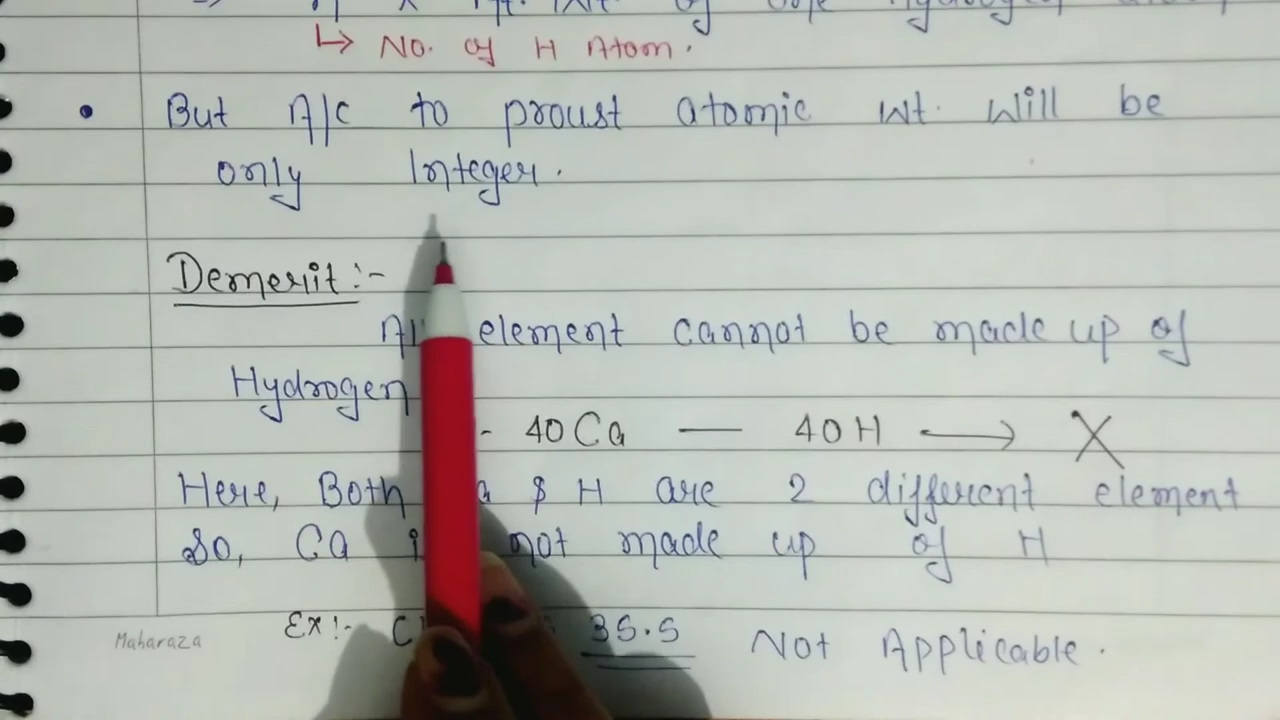 ↳ No. of H Atom.
• But A/c to proust atomic wt. will be
only Integer.
Demerit :-
element cannot be made up of
Hydrogen
- 40 Ca — 40 H ⟶ X
Here, Both & H are 2 different element
So, Ca not made up of H
Ex:- 35.5 Not Applicable.
Maharaza